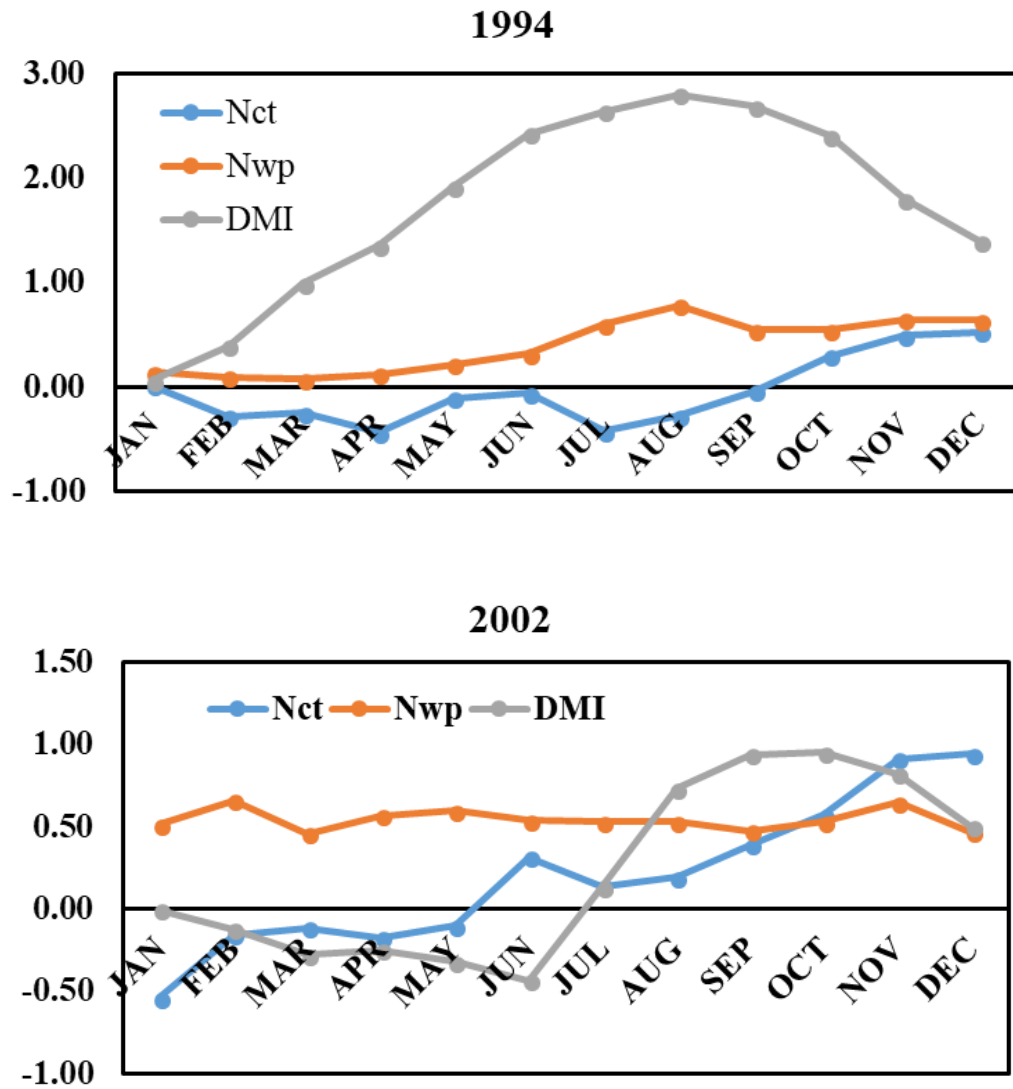 1994
3.00
2.00
1.00
0.00
-1.00
Nct
Nwp
DMI
JAN FEB MAR APR MAY JUN JUL AUG SEP OCT NOV DEC
2002
1.50
1.00
0.50
0.00
-0.50
-1.00
Nct Nwp DMI
JAN FEB MAR APR MAY JUN JUL AUG SEP OCT NOV DEC